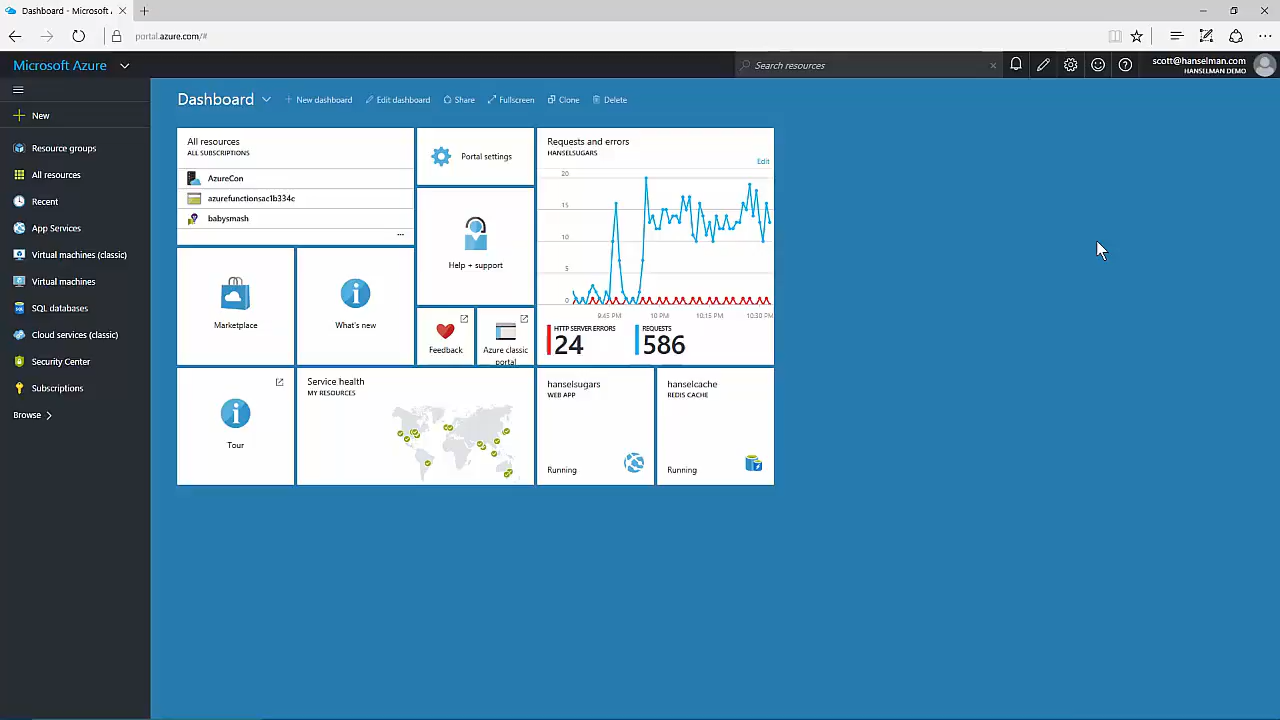 Dashboard - Microsoft
portal.azure.com/#
Microsoft Azure
Search resources
scott@hanselman.com
HANSELMAN DEMO
New
Resource groups
All resources
Recent
App Services
Virtual machines (classic)
Virtual machines
SQL databases
Cloud services (classic)
Security Center
Subscriptions
Browse
Dashboard
New dashboard
Edit dashboard
Share
Fullscreen
Clone
Delete
All resources
ALL SUBSCRIPTIONS
AzureCon
azurefunctionsac1b334c
babysmash
...
Portal settings
Help + support
Requests and errors
HANSELSUGARS
Edit
20
15
10
5
0
9:45 PM
10 PM
10:15 PM
10:30 PM
HTTP SERVER ERRORS
24
REQUESTS
586
Marketplace
What's new
Feedback
Azure classic
portal
Tour
Service health
MY RESOURCES
hanselsugars
WEB APP
Running
hanselcache
REDIS CACHE
Running